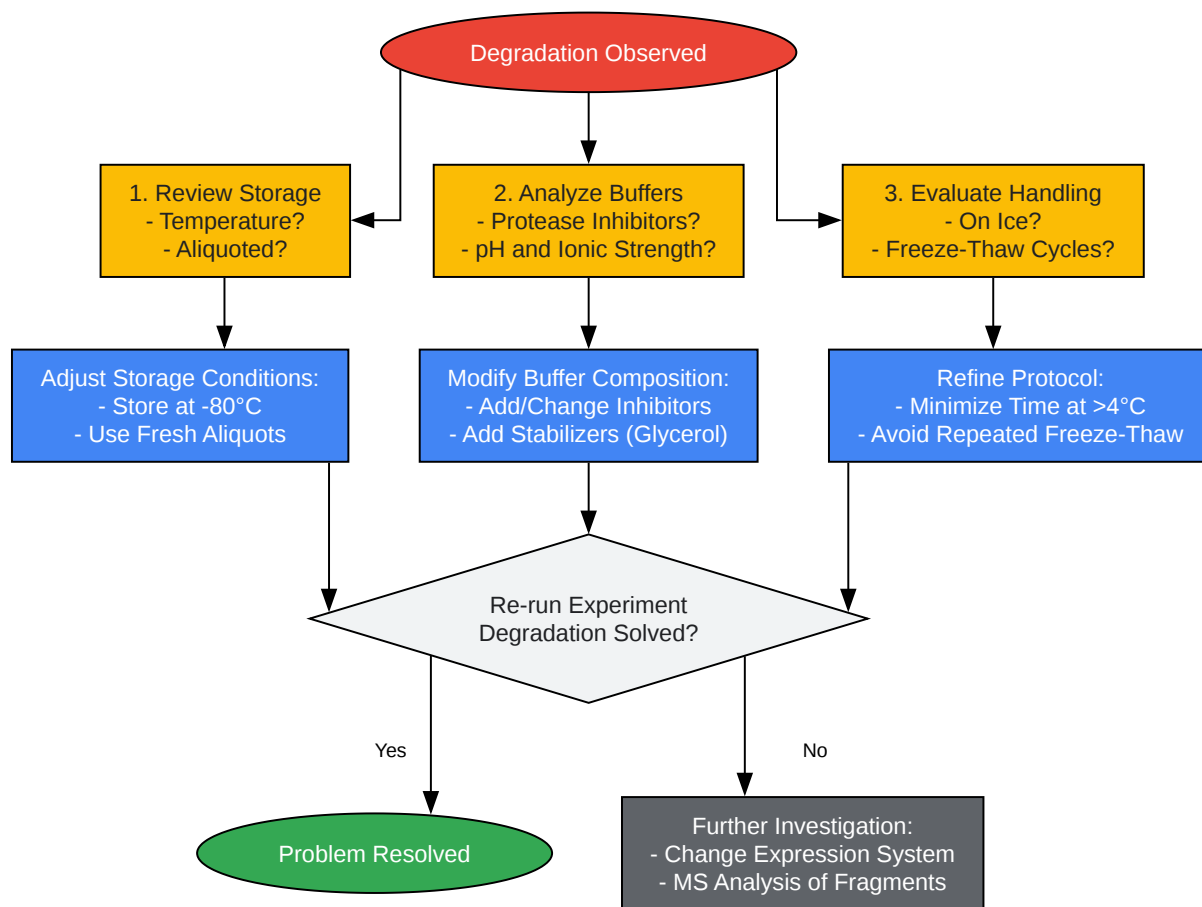 Degradation Observed
1. Review Storage
- Temperature?
- Aliquoted?
2. Analyze Buffers
- Protease Inhibitors?
- pH and Ionic Strength?
3. Evaluate Handling
- On Ice?
- Freeze-Thaw Cycles?
Adjust Storage Conditions:
- Store at -80°C
- Use Fresh Aliquots
Modify Buffer Composition:
- Add/Change Inhibitors
- Add Stabilizers (Glycerol)
Refine Protocol:
- Minimize Time at >4°C
- Avoid Repeated Freeze-Thaw
Re-run Experiment
Degradation Solved?
Yes
No
Problem Resolved
Further Investigation:
- Change Expression System
- MS Analysis of Fragments